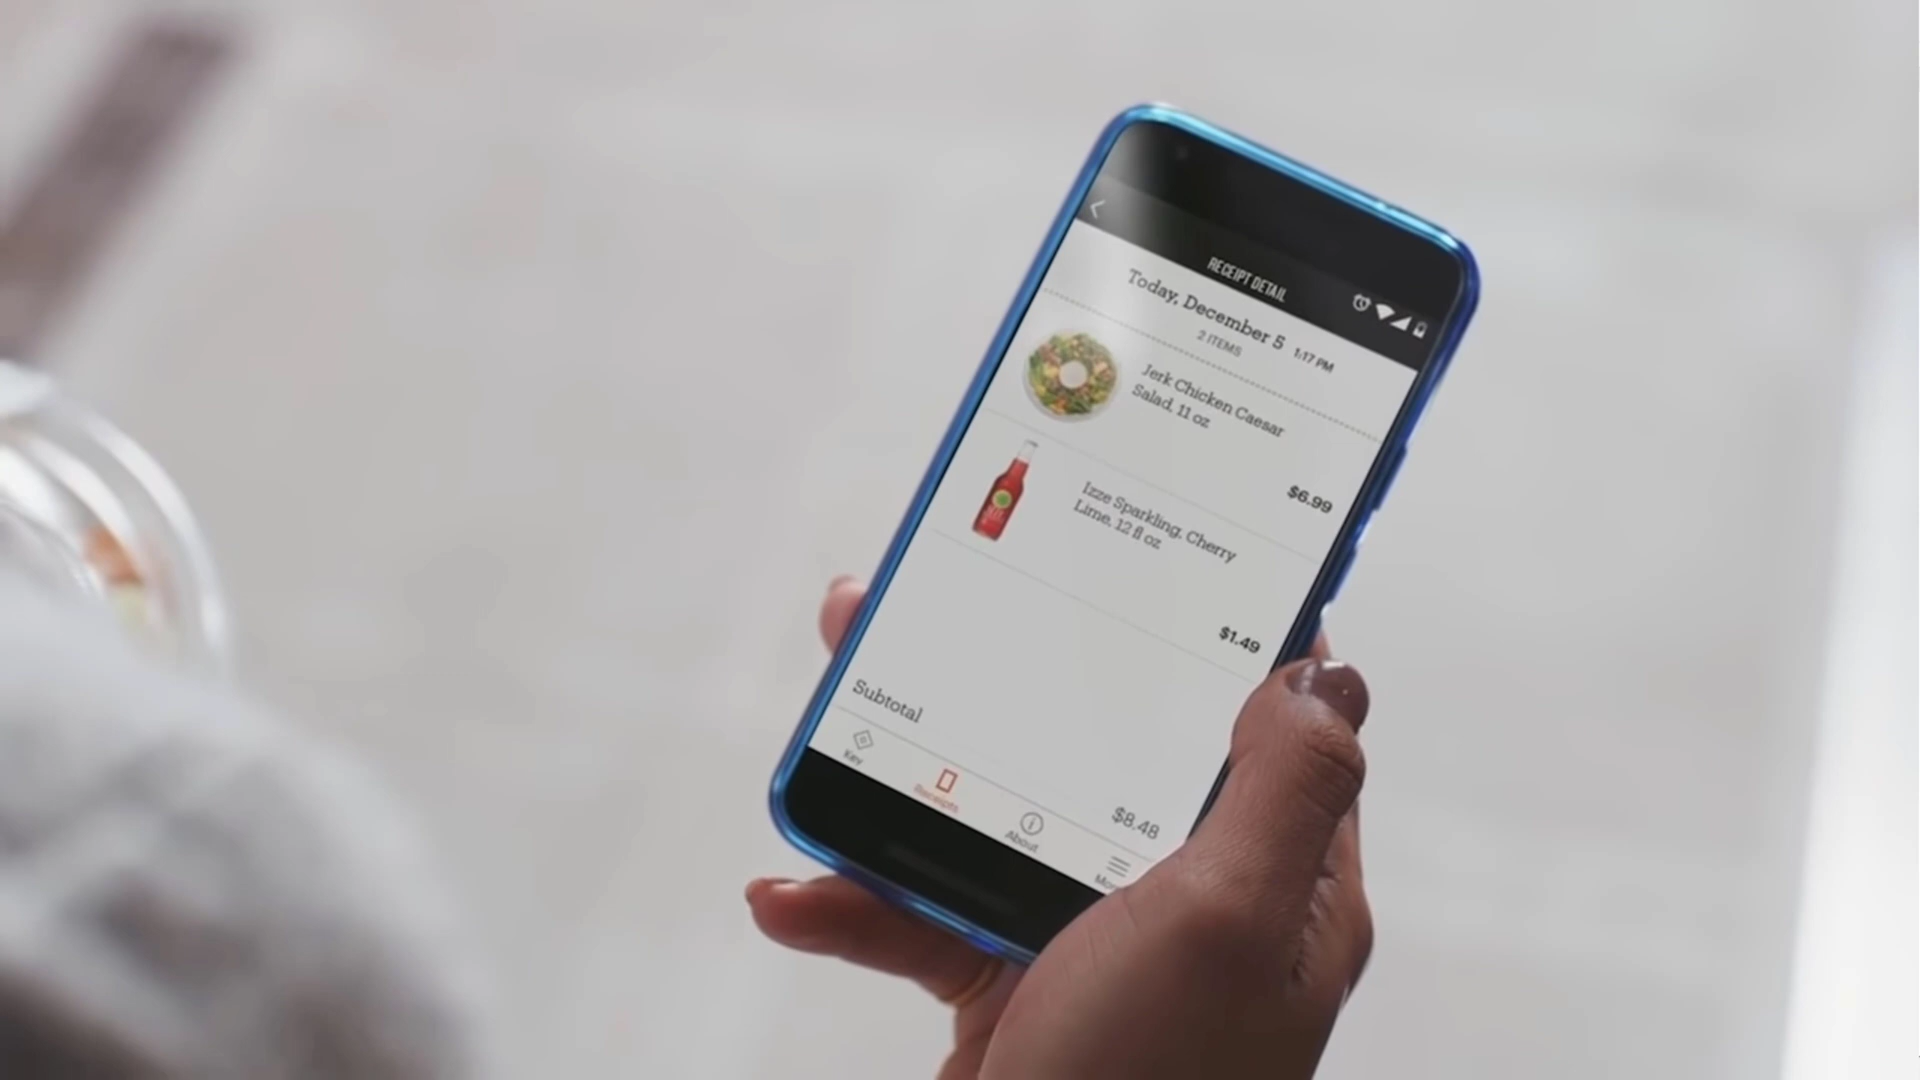 RECEIPT DETAIL
Today, December 5 1:17 PM
2 ITEMS
Jerk Chicken Caesar
Salad, 11 oz
$6.99
Izze Sparkling, Cherry
Lime, 12 fl oz
$1.49
Subtotal
$8.48
Key
Receipts
About